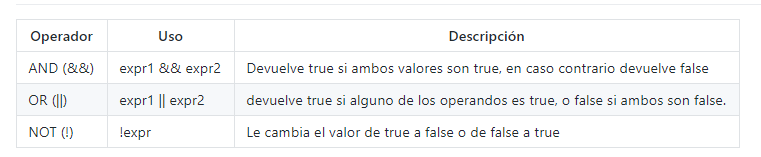 Operador Uso Descripción
AND (&&) expr1 && expr2 Devuelve true si ambos valores son true, en caso contrario devuelve false
OR (||) expr1 || expr2 devuelve true si alguno de los operandos es true, o false si ambos son false.
NOT (!) !expr Le cambia el valor de true a false o de false a true